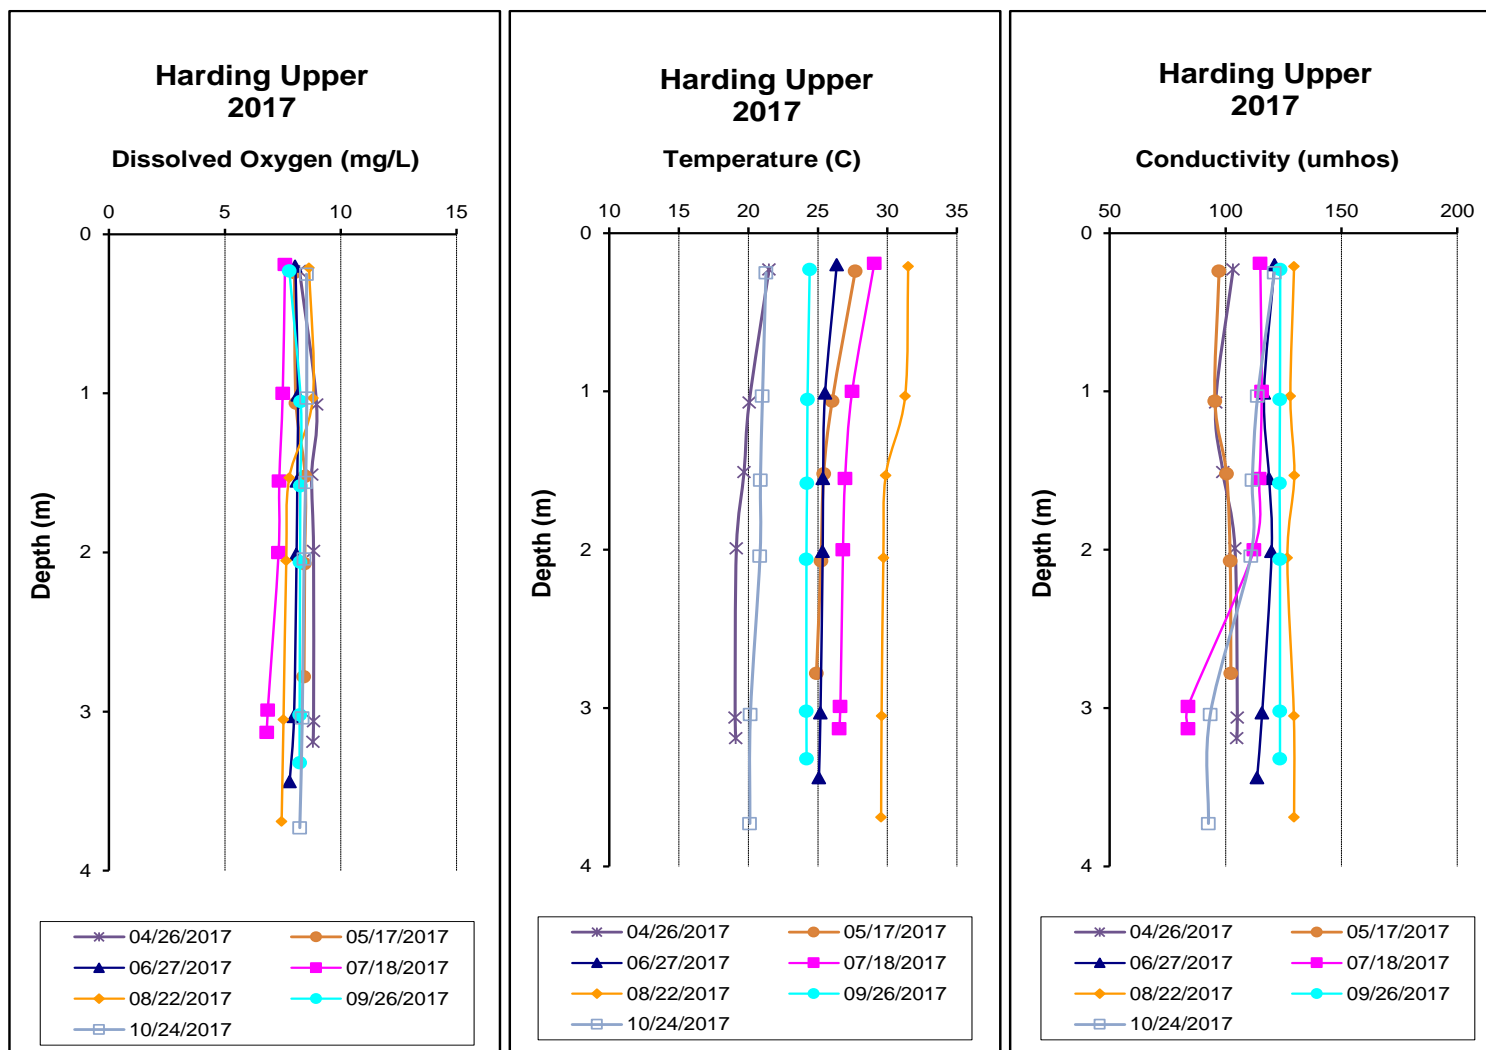 Harding Upper
2017
Dissolved Oxygen (mg/L)
0 5 10 15
0
1
2
3
4
Depth (m)
04/26/2017 05/17/2017
06/27/2017 07/18/2017
08/22/2017 09/26/2017
10/24/2017
Harding Upper
2017
Temperature (C)
10 15 20 25 30 35
0
1
2
3
4
Depth (m)
04/26/2017 05/17/2017
06/27/2017 07/18/2017
08/22/2017 09/26/2017
10/24/2017
Harding Upper
2017
Conductivity (umhos)
50 100 150 200
0
1
2
3
4
Depth (m)
04/26/2017 05/17/2017
06/27/2017 07/18/2017
08/22/2017 09/26/2017
10/24/2017